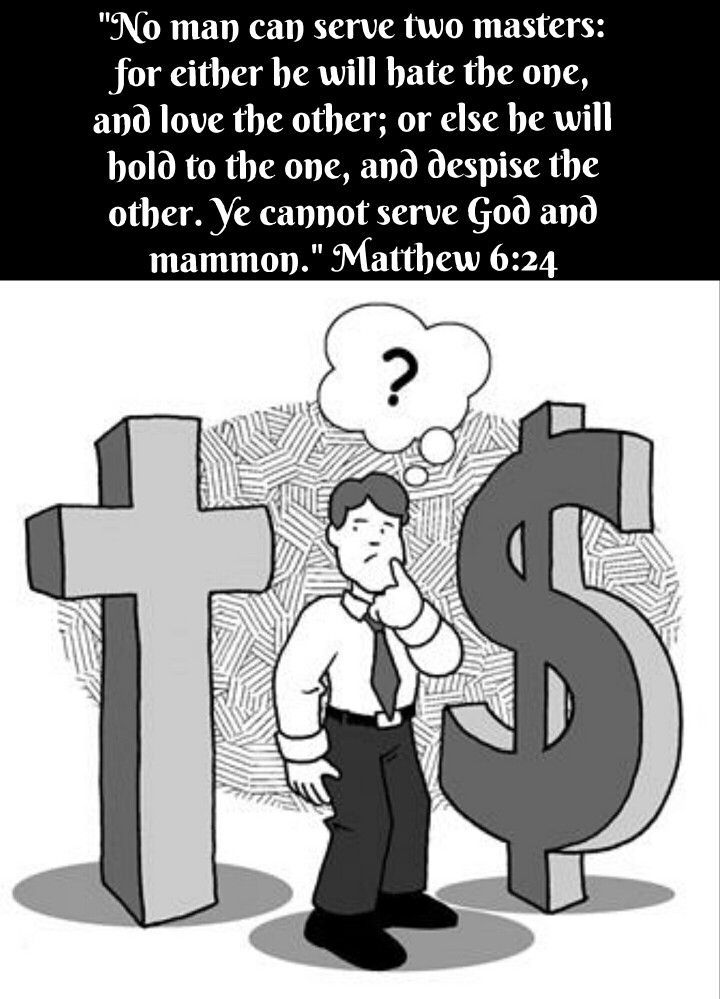 "No man can serve two masters:
for either he will hate the one,
and love the other; or else he will
hold to the one, and despise the
other. Ye cannot serve God and
mammon." Matthew 6:24
?
$